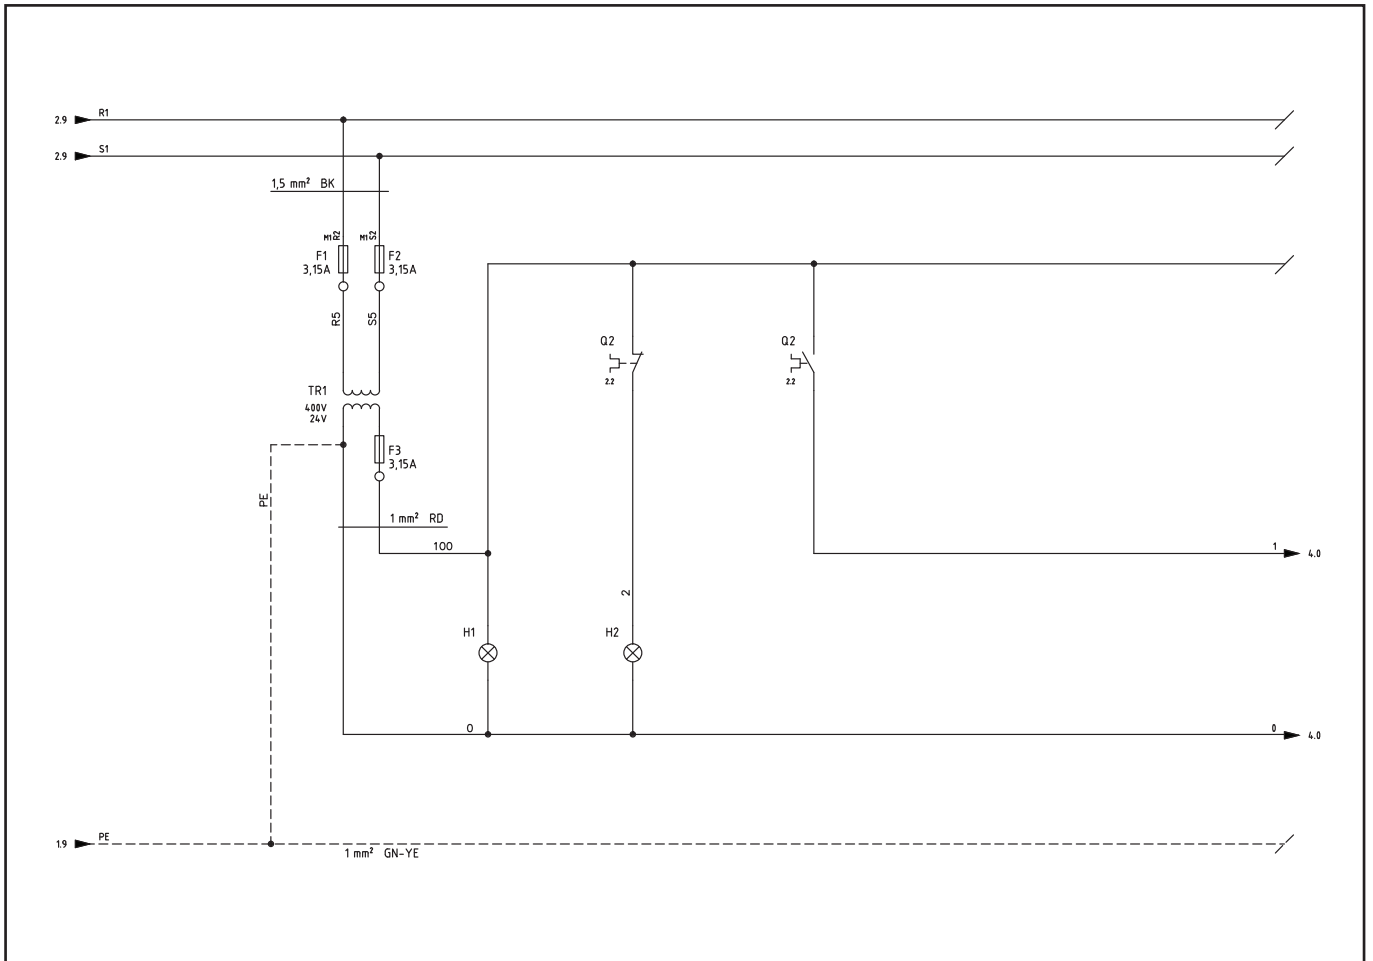 R1
2.9
S1
2.9
1,5 mm² BK
M1 R2
M1 S2
F1
3,15A
F2
3,15A
R5
S5
Q2
2.2
Q2
2.2
TR1
400V
24V
F3
3,15A
PE
1 mm² RD
100
1
4.0
2
H1
H2
0
0
4.0
PE
1.9
1 mm² GN-YE